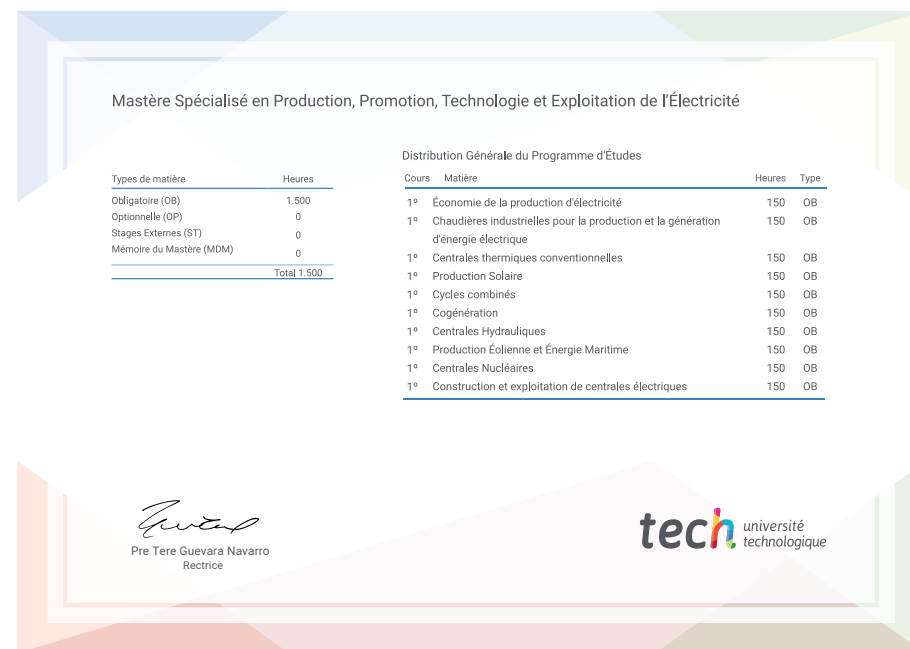 Mastère Spécialisé en Production, Promotion, Technologie et Exploitation de l'Électricité
Types de matière Heures
Obligatoire (OB) 1.500
Optionnelle (OP) 0
Stages Externes (ST) 0
Mémoire du Mastère (MDM) 0
Total 1.500
Distribution Générale du Programme d'Études
Cours Matière Heures Type
1º Économie de la production d'électricité 150 OB
1º Chaudières industrielles pour la production et la génération
d'énergie électrique 150 OB
1º Centrales thermiques conventionnelles 150 OB
1º Production Solaire 150 OB
1º Cycles combinés 150 OB
1º Cogénération 150 OB
1º Centrales Hydrauliques 150 OB
1º Production Éolienne et Énergie Maritime 150 OB
1º Centrales Nucléaires 150 OB
1º Construction et exploitation de centrales électriques 150 OB
Pre Tere Guevara Navarro
Rectrice
tech université
technologique